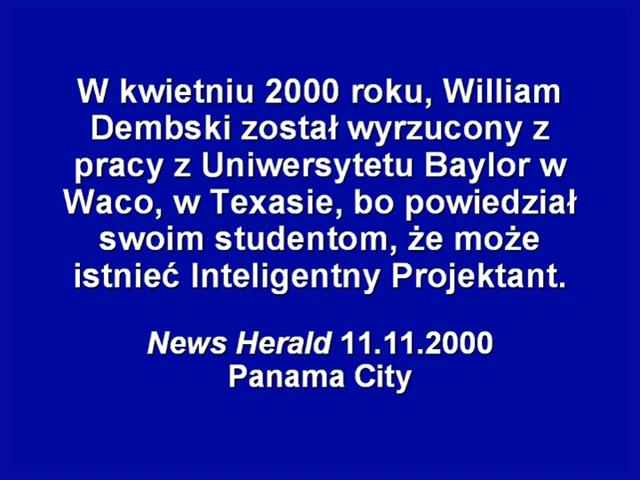 W kwietniu 2000 roku, William
Dembski został wyrzucony z
pracy z Uniwersytetu Baylor w
Waco, w Texasie, bo powiedział
swoim studentom, że może
istnieć Inteligentny Projektant.
News Herald 11.11.2000
Panama City